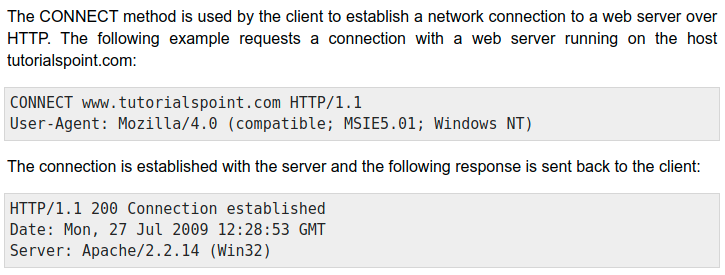 The CONNECT method is used by the client to establish a network connection to a web server over
HTTP. The following example requests a connection with a web server running on the host
tutorialspoint.com:
CONNECT www.tutorialspoint.com HTTP/1.1
User-Agent: Mozilla/4.0 (compatible; MSIE5.01; Windows NT)
The connection is established with the server and the following response is sent back to the client:
HTTP/1.1 200 Connection established
Date: Mon, 27 Jul 2009 12:28:53 GMT
Server: Apache/2.2.14 (Win32)